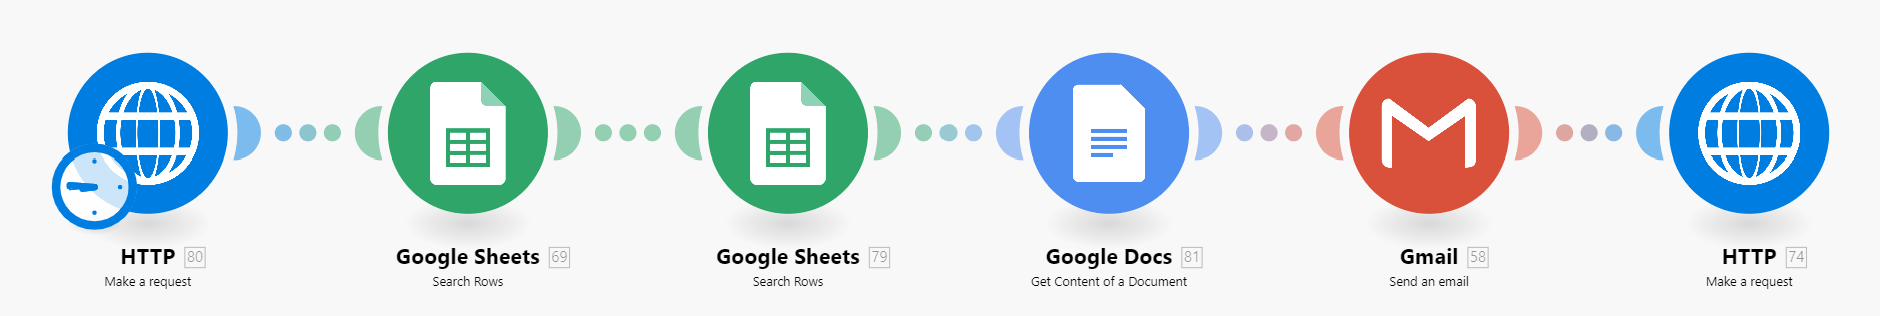 HTTP 80
Make a request
Google Sheets 69
Search Rows
Google Sheets 79
Search Rows
Google Docs 81
Get Content of a Document
Gmail 58
Send an email
HTTP 74
Make a request